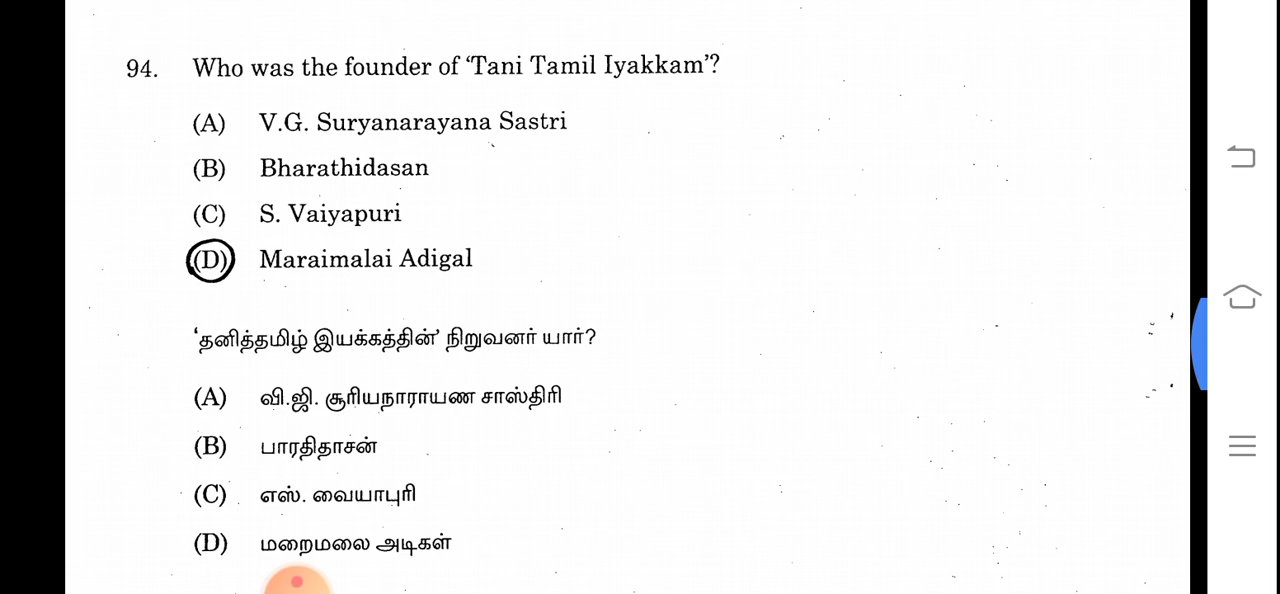 94. Who was the founder of ‘Tani Tamil Iyakkam’?
(A) V.G. Suryanarayana Sastri
(B) Bharathidasan
(C) S. Vaiyapuri
(D) Maraimalai Adigal
‘தனித்தமிழ் இயக்கத்தின்’ நிறுவனர் யார்?
(A) வி.ஜி. சூரியநாராயண சாஸ்திரி
(B) பாரதிதாசன்
(C) எஸ். வையாபுரி
(D) மறைமலை அடிகள்